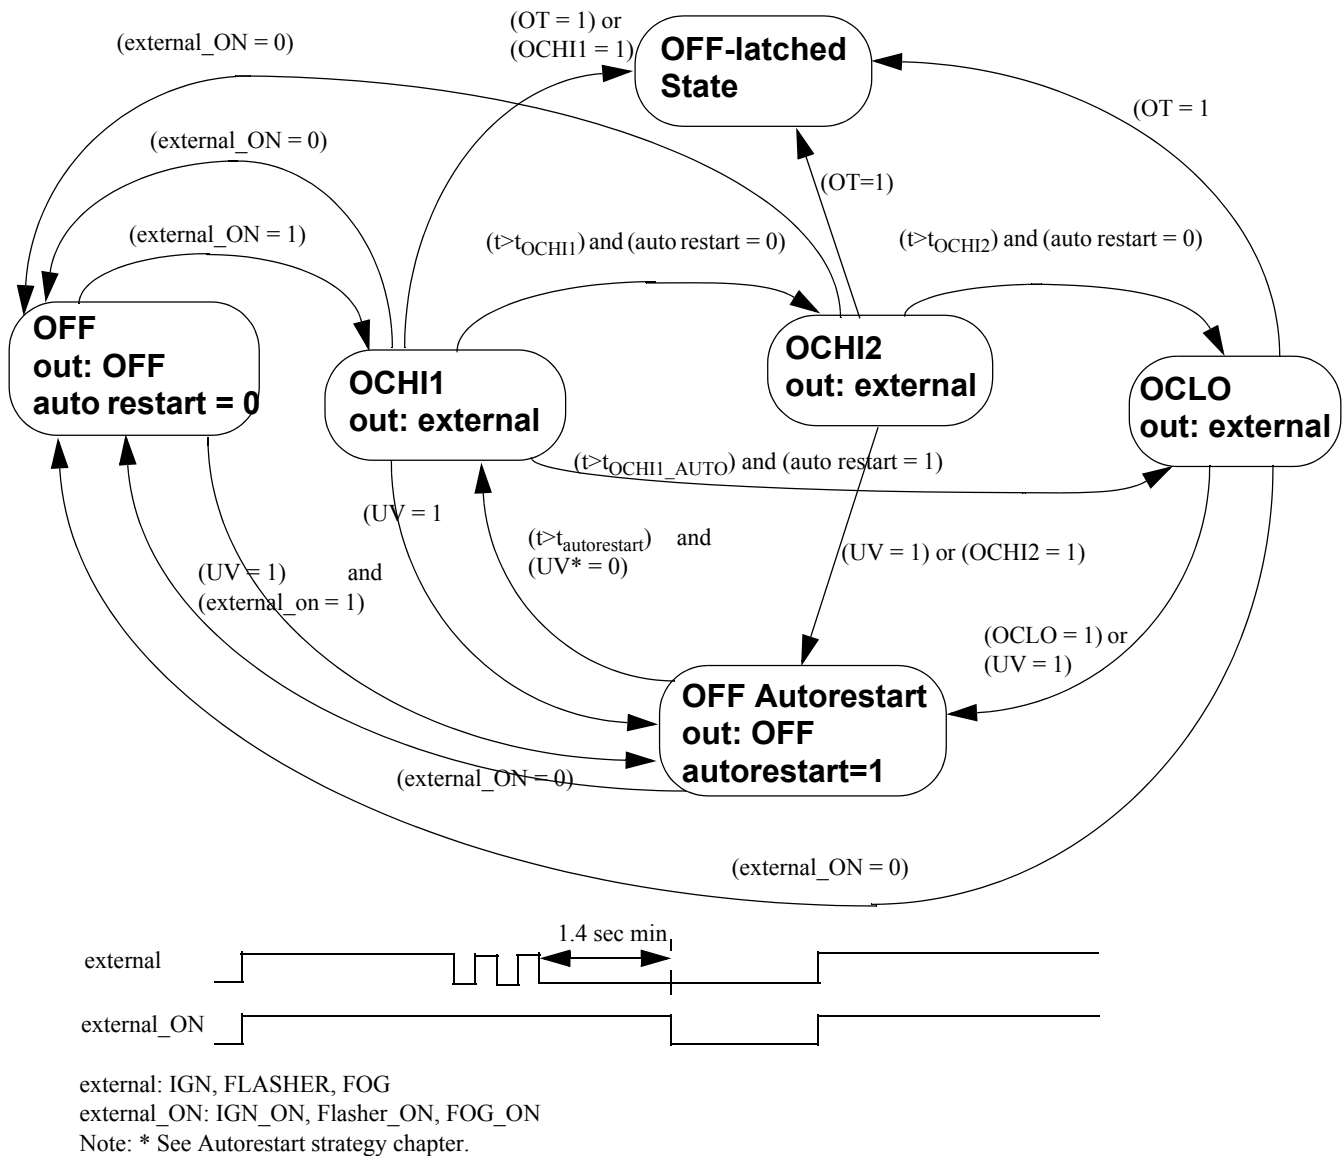 (OT = 1) or
(OCHI1 = 1)
(external_ON = 0)
OFF-latched
State
(OT = 1
(external_ON = 0)
(OT=1)
(external_ON = 1)
(t>tOCHI1) and (auto restart = 0)
(t>tOCHI2) and (auto restart = 0)
OFF
out: OFF
auto restart = 0
OCHI1
out: external
OCHI2
out: external
OCLO
out: external
(t>tOCHI1_AUTO) and (auto restart = 1)
(UV = 1
(t>tautorestart) and
(UV* = 0)
(UV = 1) or (OCHI2 = 1)
(UV = 1) and
(external_on = 1)
(OCLO = 1) or
(UV = 1)
OFF Autorestart
out: OFF
autorestart=1
(external_ON = 0)
(external_ON = 0)
1.4 sec min
external
external_ON
external: IGN, FLASHER, FOG
external_ON: IGN_ON, Flasher_ON, FOG_ON
Note: * See Autorestart strategy chapter.